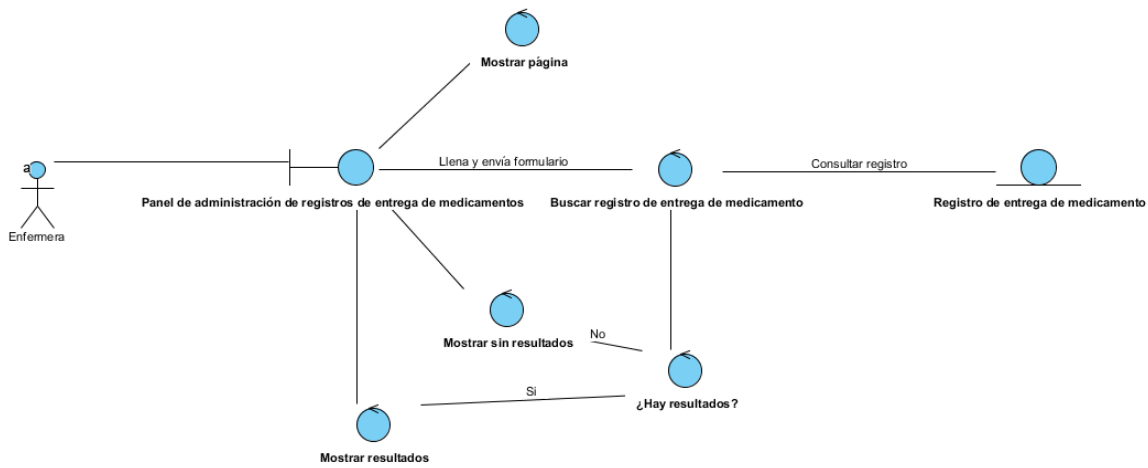 Mostrar página
Llena y envía formulario
Consultar registro
a
Panel de administración de registros de entrega de medicamentos
Buscar registro de entrega de medicamento
Registro de entrega de medicamento
Enfermera
No
Mostrar sin resultados
Si
¿Hay resultados?
Mostrar resultados